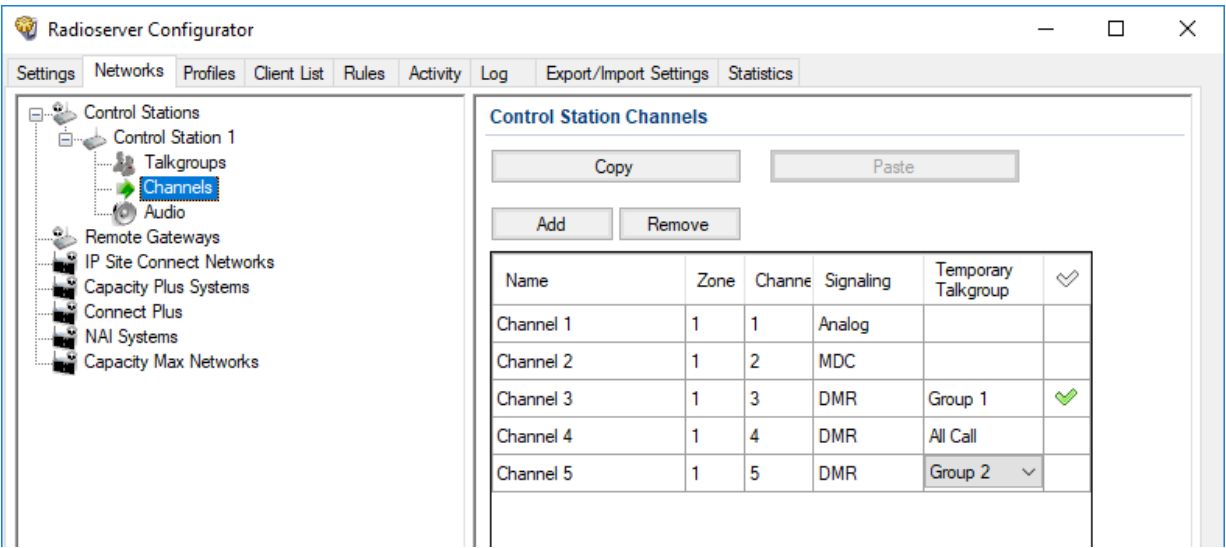 Radioserver Configurator
Settings Networks Profiles Client List Rules Activity Log Export/Import Settings Statistics
Control Stations
Control Station 1
Talkgroups
Channels
Audio
Remote Gateways
IP Site Connect Networks
Capacity Plus Systems
Connect Plus
NAI Systems
Capacity Max Networks
Control Station Channels
Copy Paste
Add Remove
Name Zone Channe Signaling Temporary Talkgroup
Channel 1 1 1 Analog
Channel 2 1 2 MDC
Channel 3 1 3 DMR Group 1
Channel 4 1 4 DMR All Call
Channel 5 1 5 DMR Group 2